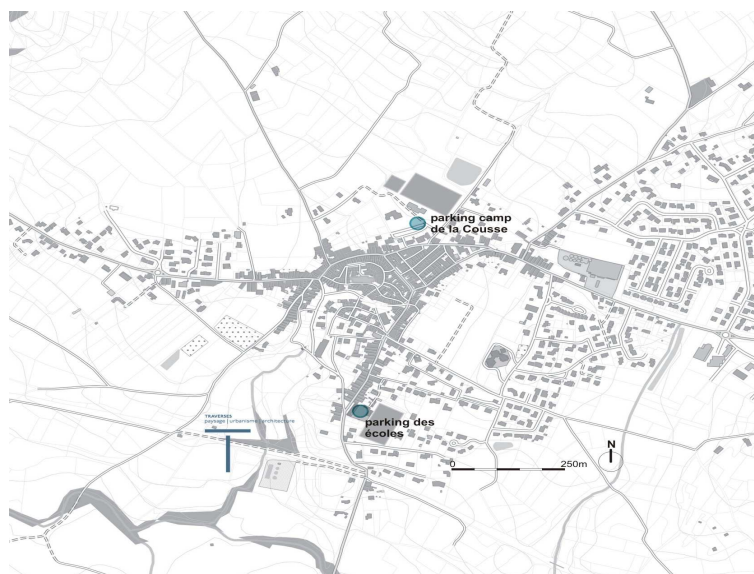 parking camp
de la Cousse
TRAVERSES
paysage | urbanisme | architecture
parking des
écoles
N
0
250m